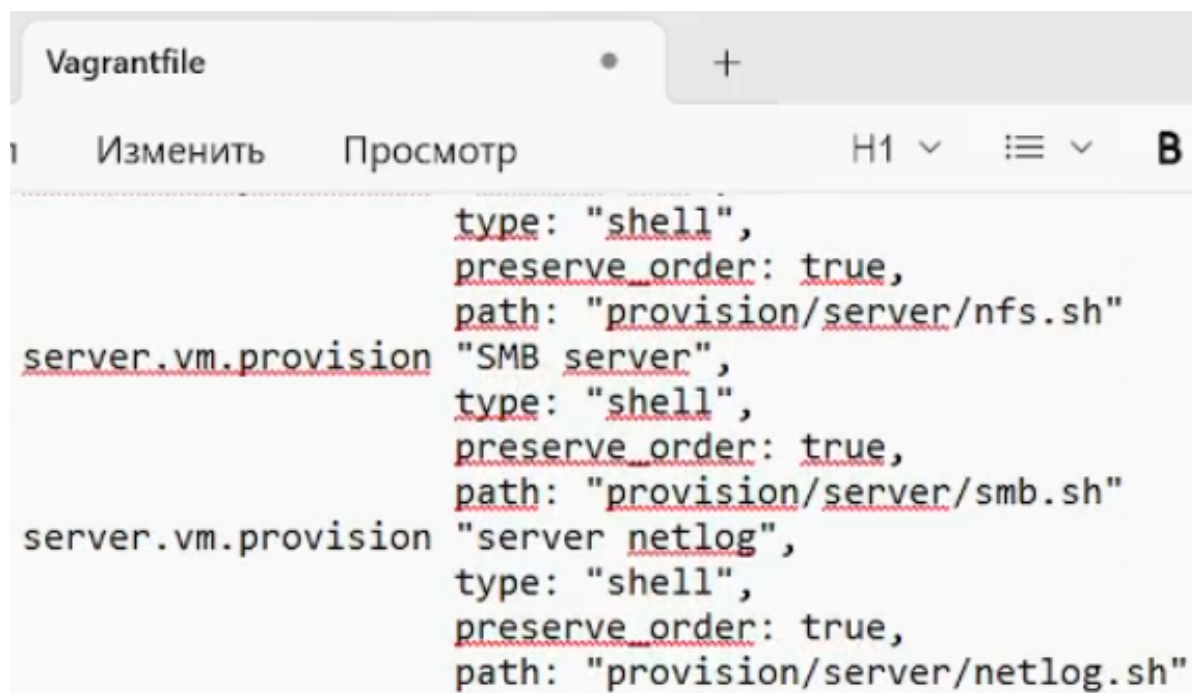 Vagrantfile
Изменить Просмотр H1 B
type: "shell",
preserve_order: true,
path: "provision/server/nfs.sh"
server.vm.provision "SMB server",
type: "shell",
preserve_order: true,
path: "provision/server/smb.sh"
server.vm.provision "server netlog",
type: "shell",
preserve_order: true,
path: "provision/server/netlog.sh"